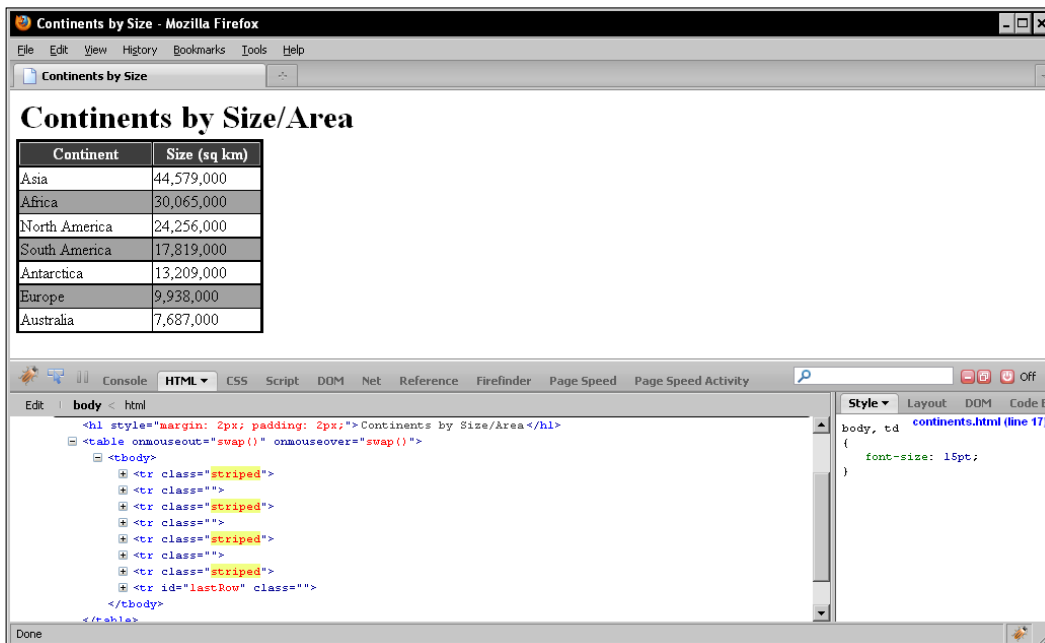 Continents by Size - Mozilla Firefox
File Edit View History Bookmarks Tools Help
Continents by Size
Continents by Size/Area
Continent Size (sq km)
Asia 44,579,000
Africa 30,065,000
North America 24,256,000
South America 17,819,000
Antarctica 13,209,000
Europe 9,938,000
Australia 7,687,000
Console HTML CSS Script DOM Net Reference Firefinder Page Speed Page Speed Activity Off
Edit body < html Style Layout DOM Code
<h1 style="margin: 2px; padding: 2px;">Continents by Size/Area</h1>
<table onmouseout="swap()" onmouseover="swap()">
<tbody>
<tr class="striped">
<tr class="">
<tr class="striped">
<tr class="">
<tr class="striped">
<tr class="">
<tr class="striped">
<tr id="lastRow" class="">
</tbody>
</table>
body, td continents.html (line 17)
{
font-size: 15pt;
}
Done